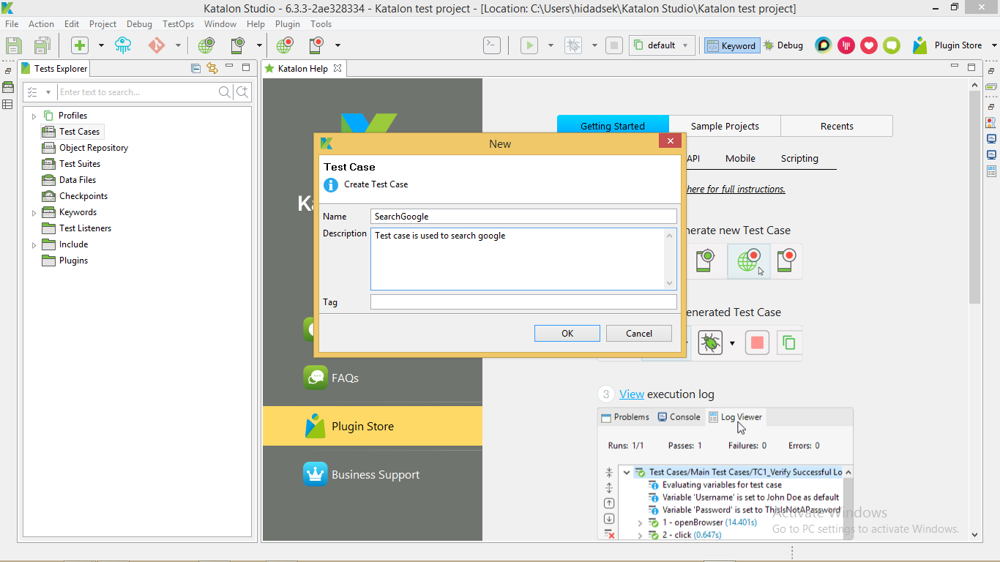 Katalon Studio - 6.3.3-2ae328334 - Katalon test project - [Location: C:\Users\hidadsek\Katalon Studio\Katalon test project]
File Action Edit Project Debug TestOps Window Help Plugin Tools
default Keyword Debug Plugin Store
Tests Explorer
Enter text to search...
Profiles
Test Cases
Object Repository
Test Suites
Data Files
Checkpoints
Keywords
Test Listeners
Include
Plugins
Katalon Help
Getting Started Sample Projects Recents
API Mobile Scripting
here for full instructions.
new Test Case
Test Case
New
Test Case
Create Test Case
Name SearchGoogle
Description Test case is used to search google
Tag
OK Cancel
FAQs
Plugin Store
Business Support
3 View execution log
Problems Console Log Viewer
Runs: 1/1 Passes: 1 Failures: 0 Errors: 0
Test Cases/Main Test Cases/TC1_Verify Successful Lo
Evaluating variables for test case
Variable 'Username' is set to John Doe as default
Variable 'Password' is set to ThisIsNotAPassword
1 - openBrowser (14.401s)
2 - click (0.647s)
Activate Windows
Go to PC settings to activate Windows.